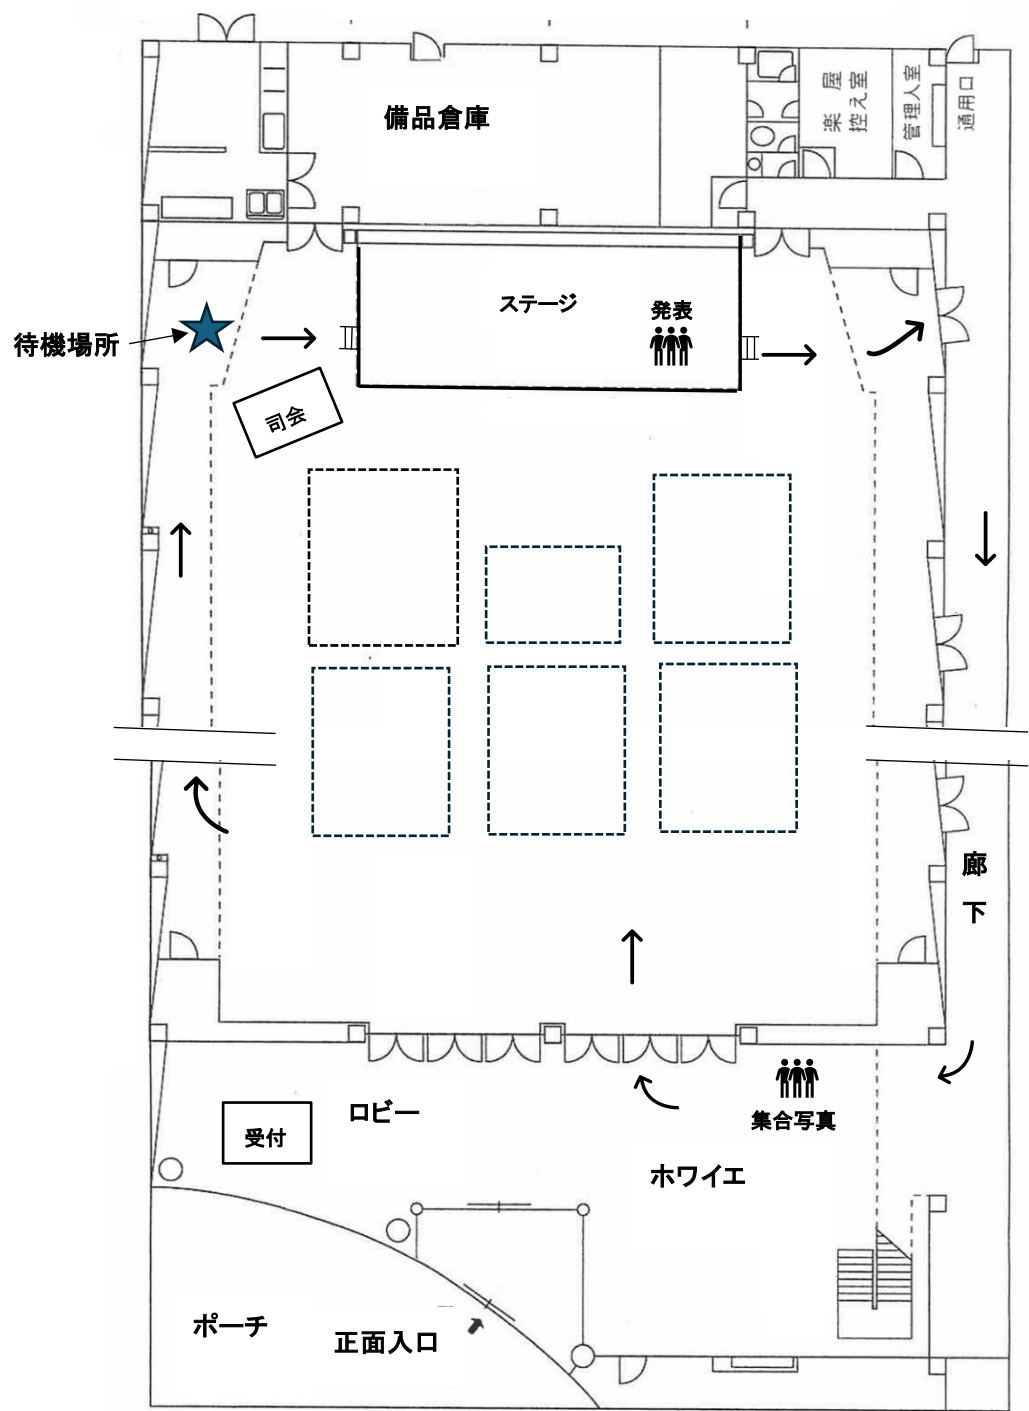 備品倉庫
楽屋
控え室
管理人室
通用口
ステージ
発表
待機場所
司会
廊
下
集合写真
ロビー
受付
ホワイエ
ポーチ
正面入口